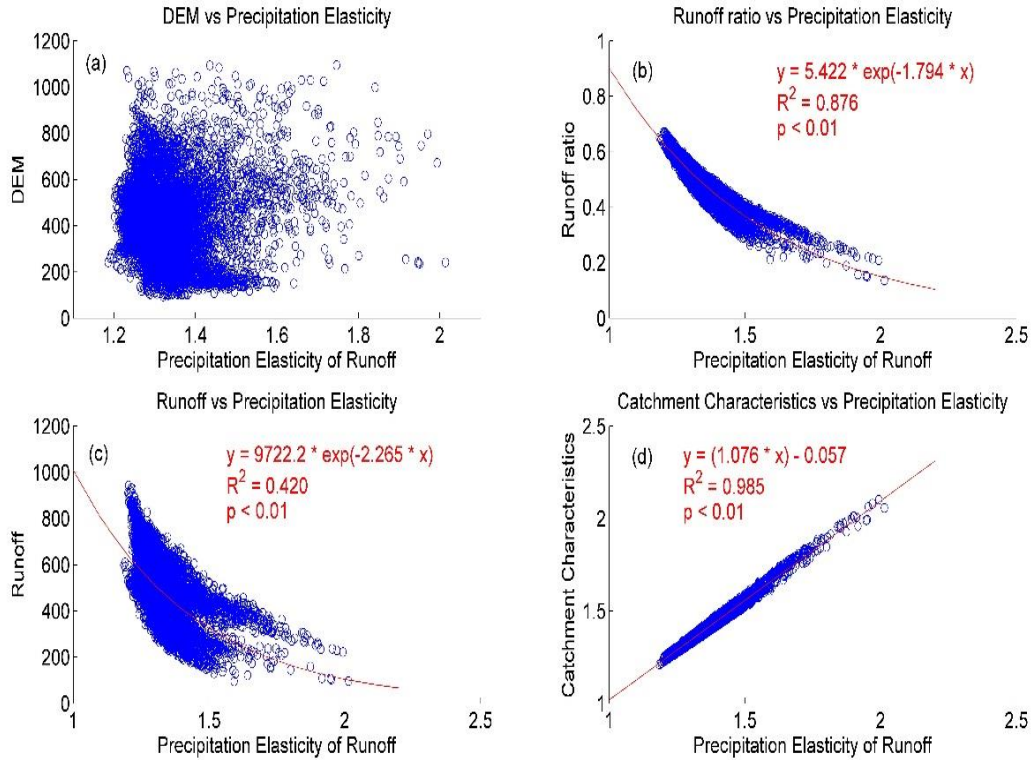 DEM vs Precipitation Elasticity
1200
1000
800
600
400
200
0
DEM
(a)
1.2
1.4
1.6
1.8
2
Precipitation Elasticity of Runoff
Runoff ratio vs Precipitation Elasticity
1
0.8
0.6
0.4
0.2
0
Runoff ratio
(b)
y = 5.422 * exp(-1.794 * x)
R2 = 0.876
p < 0.01
1
1.5
2
2.5
Precipitation Elasticity of Runoff
Runoff vs Precipitation Elasticity
1200
1000
800
600
400
200
0
Runoff
(c)
y = 9722.2 * exp(-2.265 * x)
R2 = 0.420
p < 0.01
1
1.5
2
2.5
Precipitation Elasticity of Runoff
Catchment Characteristics vs Precipitation Elasticity
2.5
2
1.5
1
Catchment Characteristics
(d)
y = (1.076 * x) - 0.057
R2 = 0.985
p < 0.01
1
1.5
2
2.5
Precipitation Elasticity of Runoff